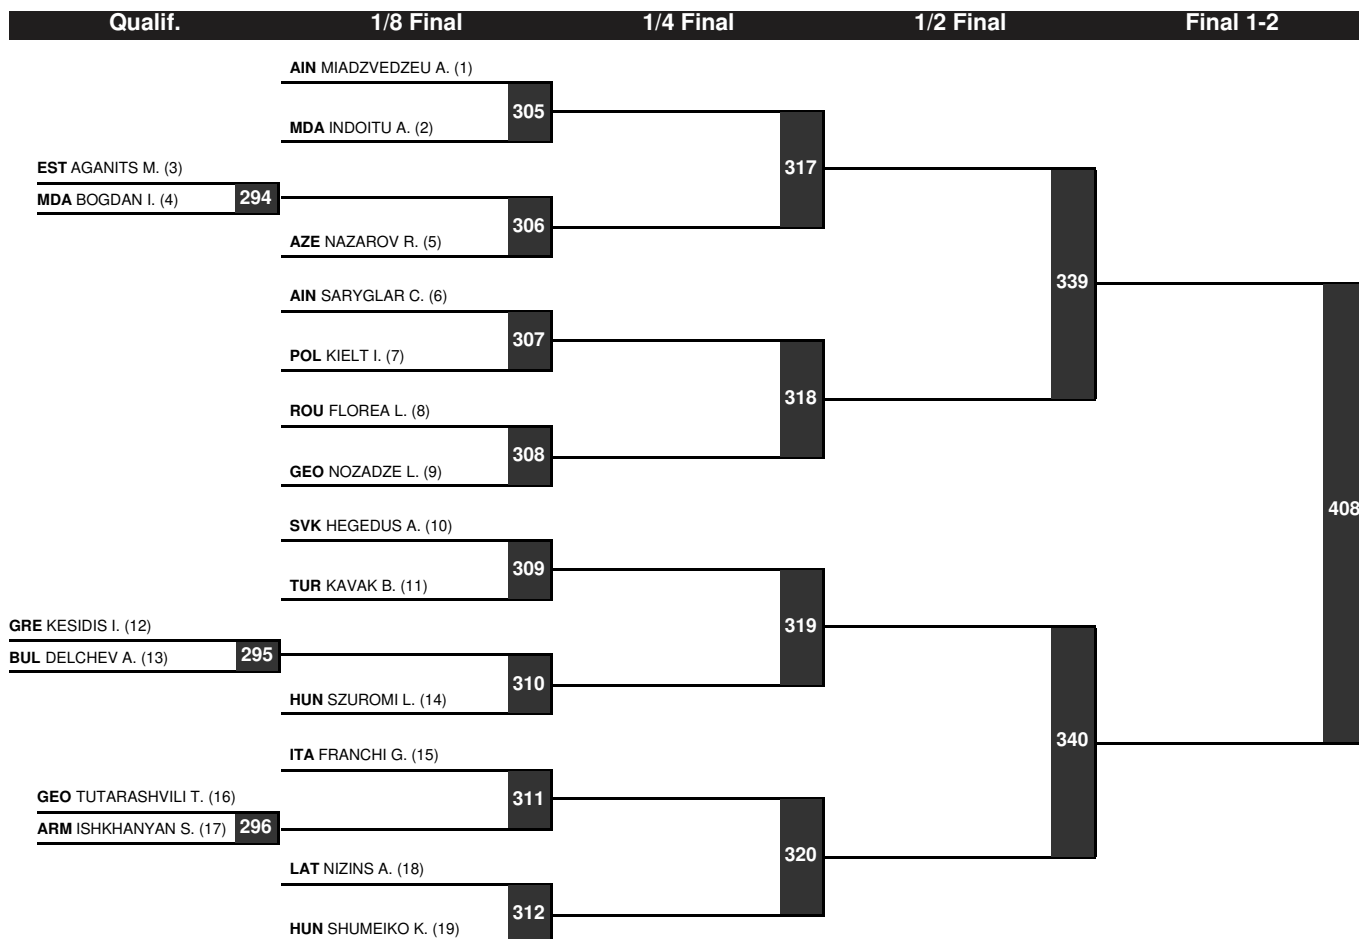 Qualif. 1/8 Final 1/4 Final 1/2 Final Final 1-2
AIN MIADZVEDZEU A. (1)
305
MDA INDOITU A. (2)
EST AGANITS M. (3)
317
MDA BOGDAN I. (4) 294
306
AZE NAZAROV R. (5)
339
AIN SARYGLAR C. (6)
307
POL KIELT I. (7)
318
ROU FLOREA L. (8)
308
GEO NOZADZE L. (9)
408
SVK HEGEDUS A. (10)
309
TUR KAVAK B. (11)
GRE KESIDIS I. (12)
319
BUL DELCHEV A. (13) 295
310
HUN SZUROMI L. (14)
340
ITA FRANCHI G. (15)
GEO TUTARASHVILI T. (16)
311
ARM ISHKHANYAN S. (17) 296
320
LAT NIZINS A. (18)
312
HUN SHUMEIKO K. (19)